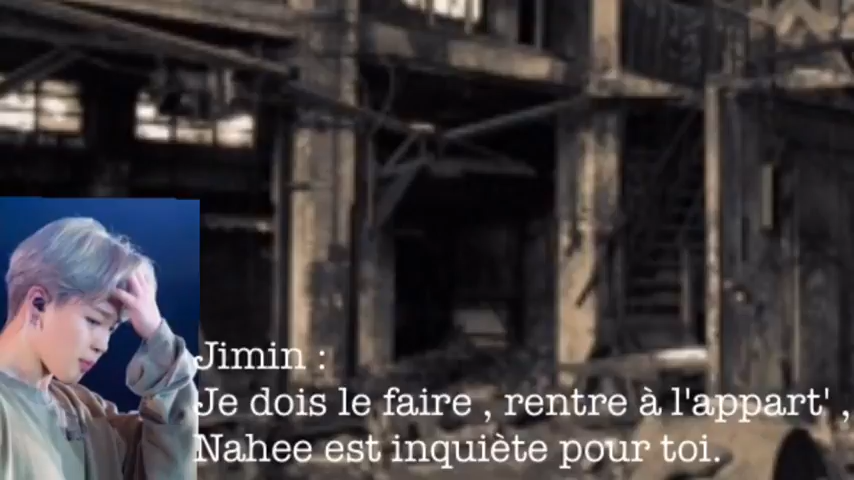 Jimin :
Je dois le faire , rentre à l'appart' ,
Nahee est inquiète pour toi.